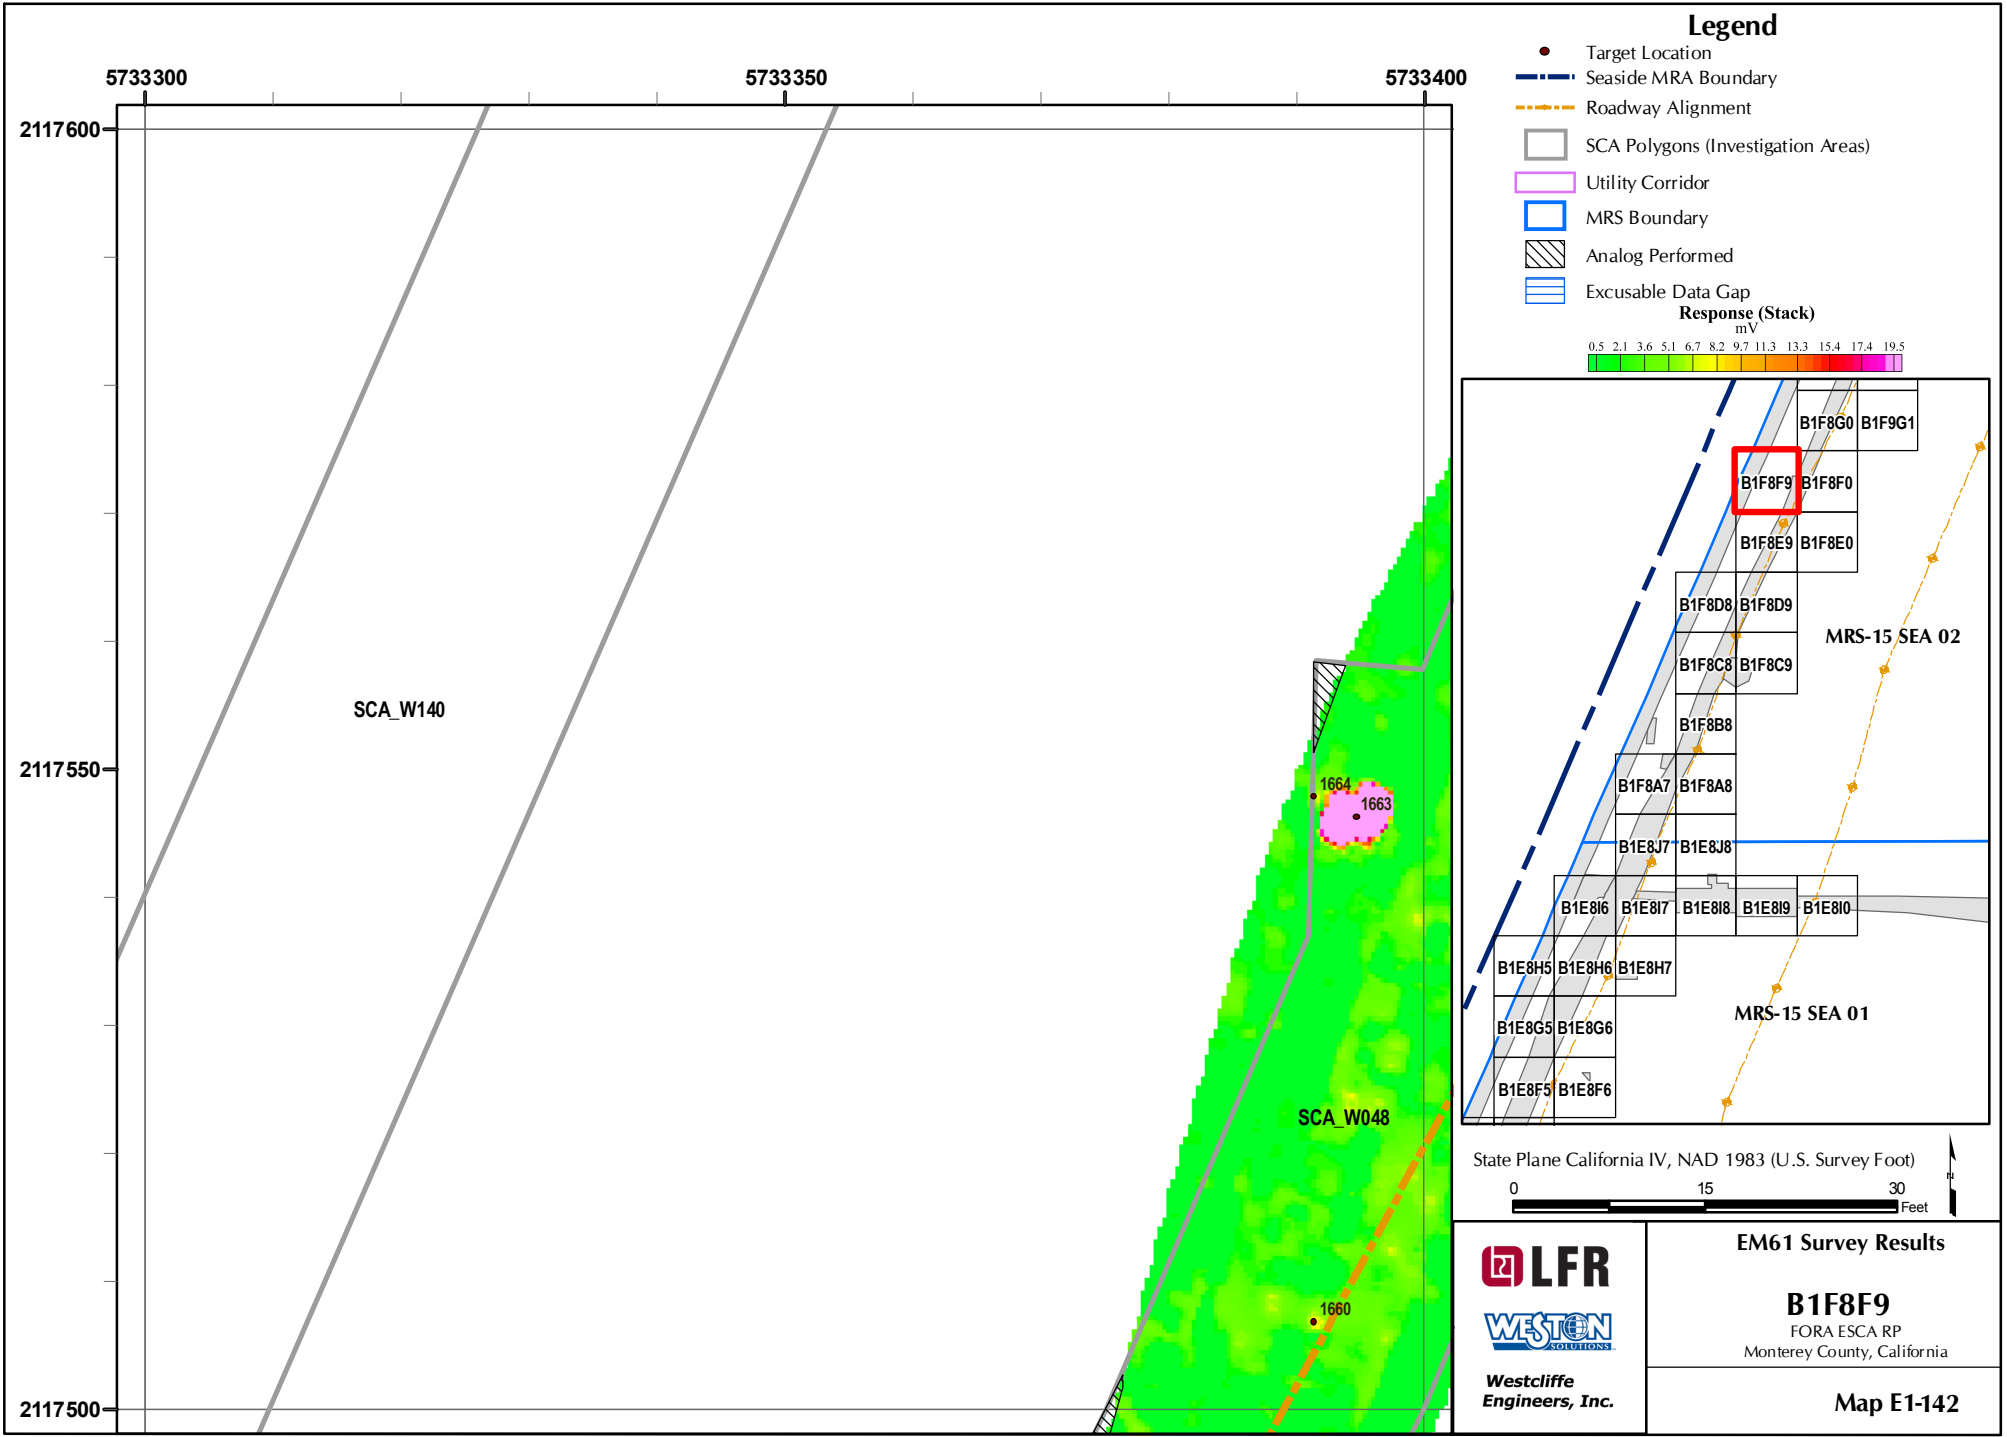 5733300
5733350
5733400
2117600
2117550
2117500
SCA_W140
1664
1663
SCA_W048
1660
Legend
Target Location
Seaside MRA Boundary
Roadway Alignment
SCA Polygons (Investigation Areas)
Utility Corridor
MRS Boundary
Analog Performed
Excusable Data Gap
Response (Stack)
mV
0.5 2.1 3.6 5.1 6.7 8.2 9.7 11.3 13.3 15.4 17.4 19.5
B1F8G0 B1F9G1
B1F8F9 B1F8F0
B1F8E9 B1F8E0
B1F8D8 B1F8D9
MRS-15 SEA 02
B1F8C8 B1F8C9
B1F8B8
B1F8A7 B1F8A8
B1E8J7 B1E8J8
B1E8I6 B1E8I7 B1E8I8 B1E8I9 B1E8I0
B1E8H5 B1E8H6 B1E8H7
MRS-15 SEA 01
B1E8G5 B1E8G6
B1E8F5 B1E8F6
State Plane California IV, NAD 1983 (U.S. Survey Foot)
0 15 30
Feet
N
LFR
WESTON
SOLUTIONS
Westcliffe
Engineers, Inc.
EM61 Survey Results
B1F8F9
FORA ESCA RP
Monterey County, California
Map E1-142